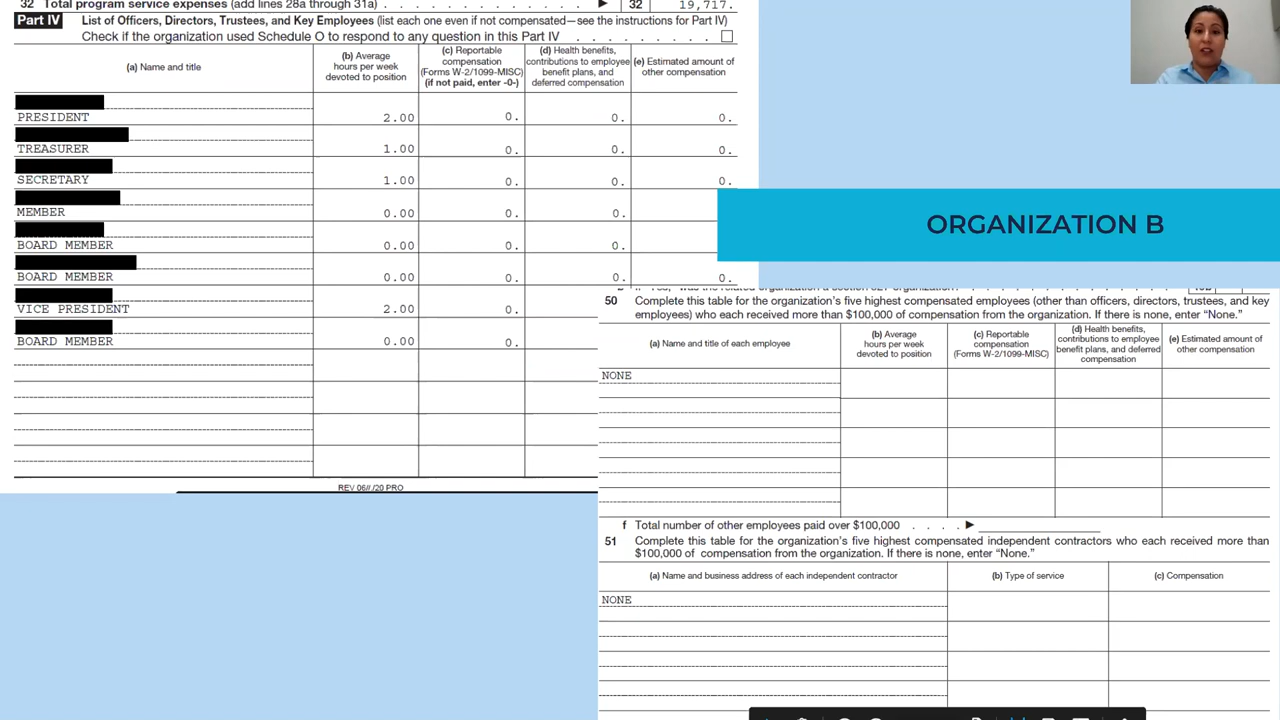 32 Total program service expenses (add lines 28a through 31a) . . . . . . . . . . . . . . . ▶ 32 19,717.
Part IV List of Officers, Directors, Trustees, and Key Employees (list each one even if not compensated—see the instructions for Part IV)
Check if the organization used Schedule O to respond to any question in this Part IV . . . . . . . . .
(a) Name and title
(b) Average
hours per week
devoted to position
(c) Reportable
compensation
(Forms W-2/1099-MISC)
(if not paid, enter -0-)
(d) Health benefits,
contributions to employee
benefit plans, and
deferred compensation
(e) Estimated amount of
other compensation
PRESIDENT 2.00 0. 0. 0.
TREASURER 1.00 0. 0. 0.
SECRETARY 1.00 0. 0. 0.
MEMBER 0.00 0. 0.
BOARD MEMBER 0.00 0. 0.
BOARD MEMBER 0.00 0. 0. 0.
VICE PRESIDENT 2.00 0.
BOARD MEMBER 0.00 0.
REV 06//./20 PRO
ORGANIZATION B
50 Complete this table for the organization's five highest compensated employees (other than officers, directors, trustees, and key
employees) who each received more than $100,000 of compensation from the organization. If there is none, enter "None."
(a) Name and title of each employee
(b) Average
hours per week
devoted to position
(c) Reportable
compensation
(Forms W-2/1099-MISC)
(d) Health benefits,
contributions to employee
benefit plans, and deferred
compensation
(e) Estimated amount of
other compensation
NONE
f Total number of other employees paid over $100,000 . . . . ▶
51 Complete this table for the organization's five highest compensated independent contractors who each received more than
$100,000 of compensation from the organization. If there is none, enter "None."
(a) Name and business address of each independent contractor
(b) Type of service
(c) Compensation
NONE